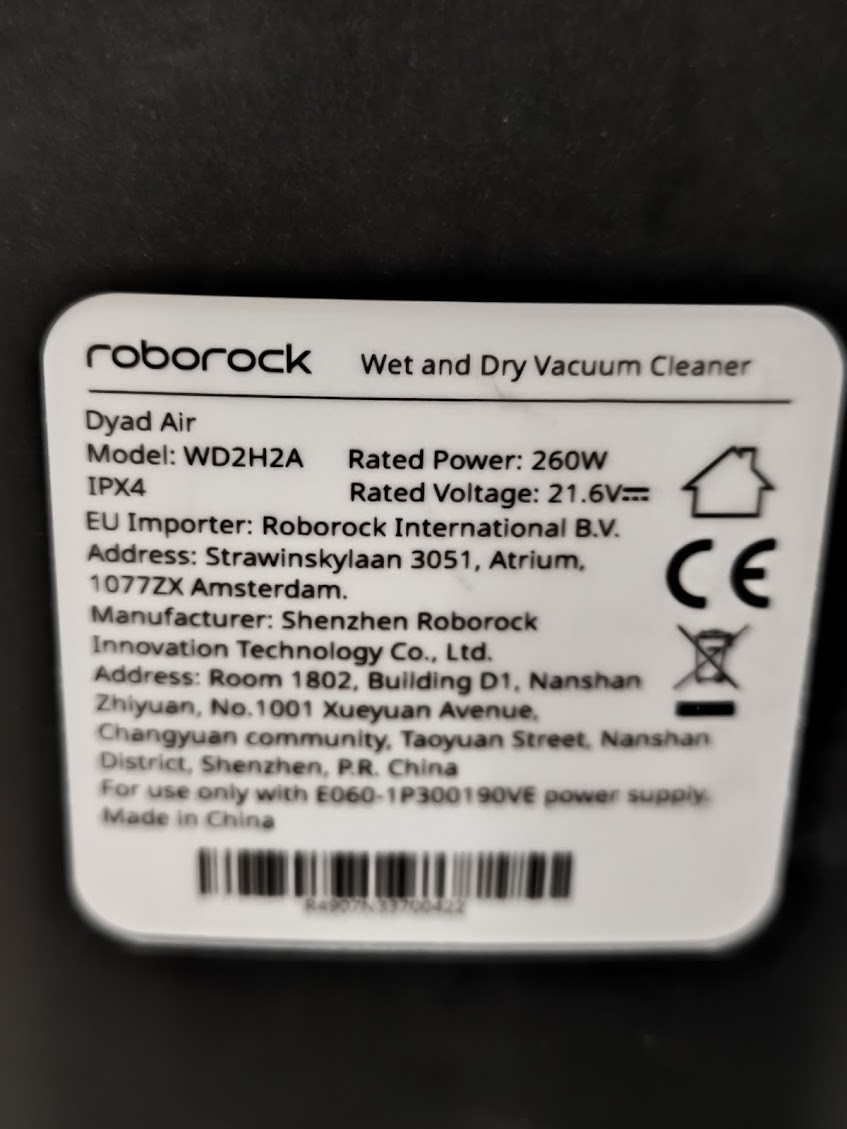 roborock Wet and Dry Vacuum Cleaner
Dyad Air
Model: WD2H2A Rated Power: 260W
IPX4 Rated Voltage: 21.6V⎓
EU Importer: Roborock International B.V.
Address: Strawinskylaan 3051, Atrium,
1077ZX Amsterdam.
Manufacturer: Shenzhen Roborock
Innovation Technology Co., Ltd.
Address: Room 1802, Building D1, Nanshan
Zhiyuan, No.1001 Xueyuan Avenue,
Changyuan community, Taoyuan Street, Nanshan
District, Shenzhen, P.R. China
For use only with E060-1P300190VE power supply.
Made in China
CE